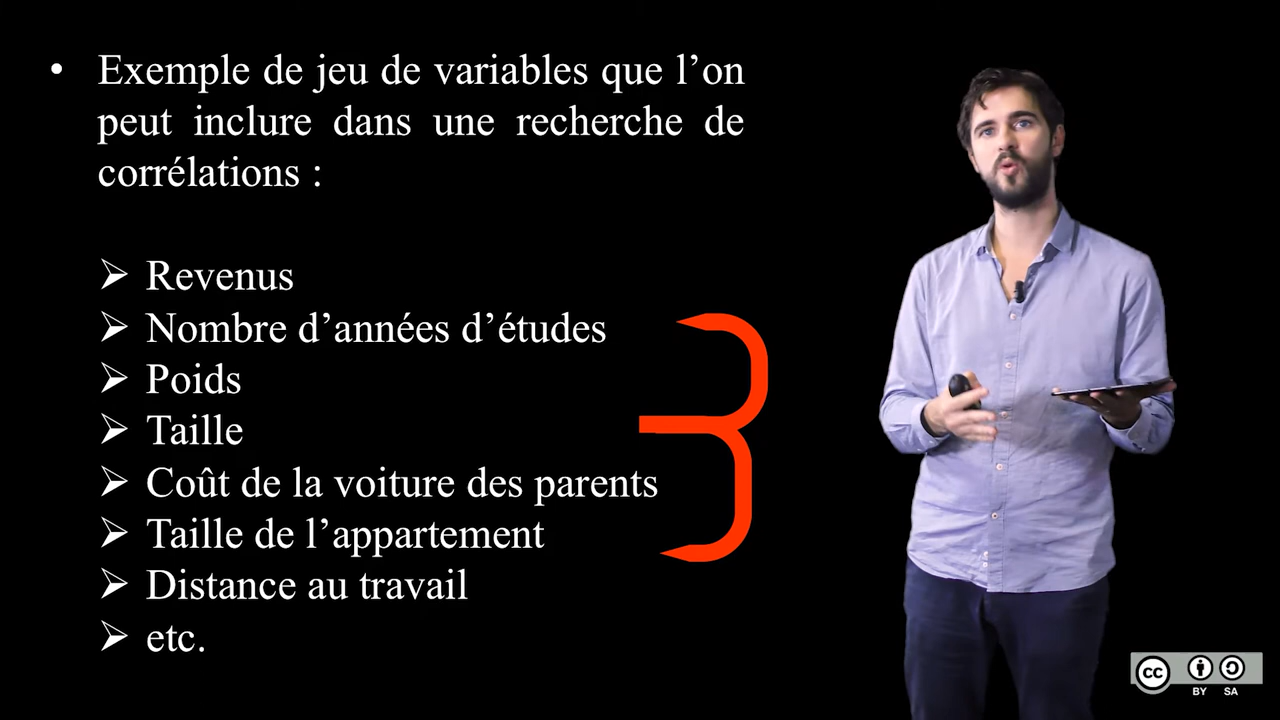 • Exemple de jeu de variables que l’on
peut inclure dans une recherche de
corrélations :
➢ Revenus
➢ Nombre d’années d’études
➢ Poids
➢ Taille
➢ Coût de la voiture des parents
➢ Taille de l’appartement
➢ Distance au travail
➢ etc.
cc
BY SA